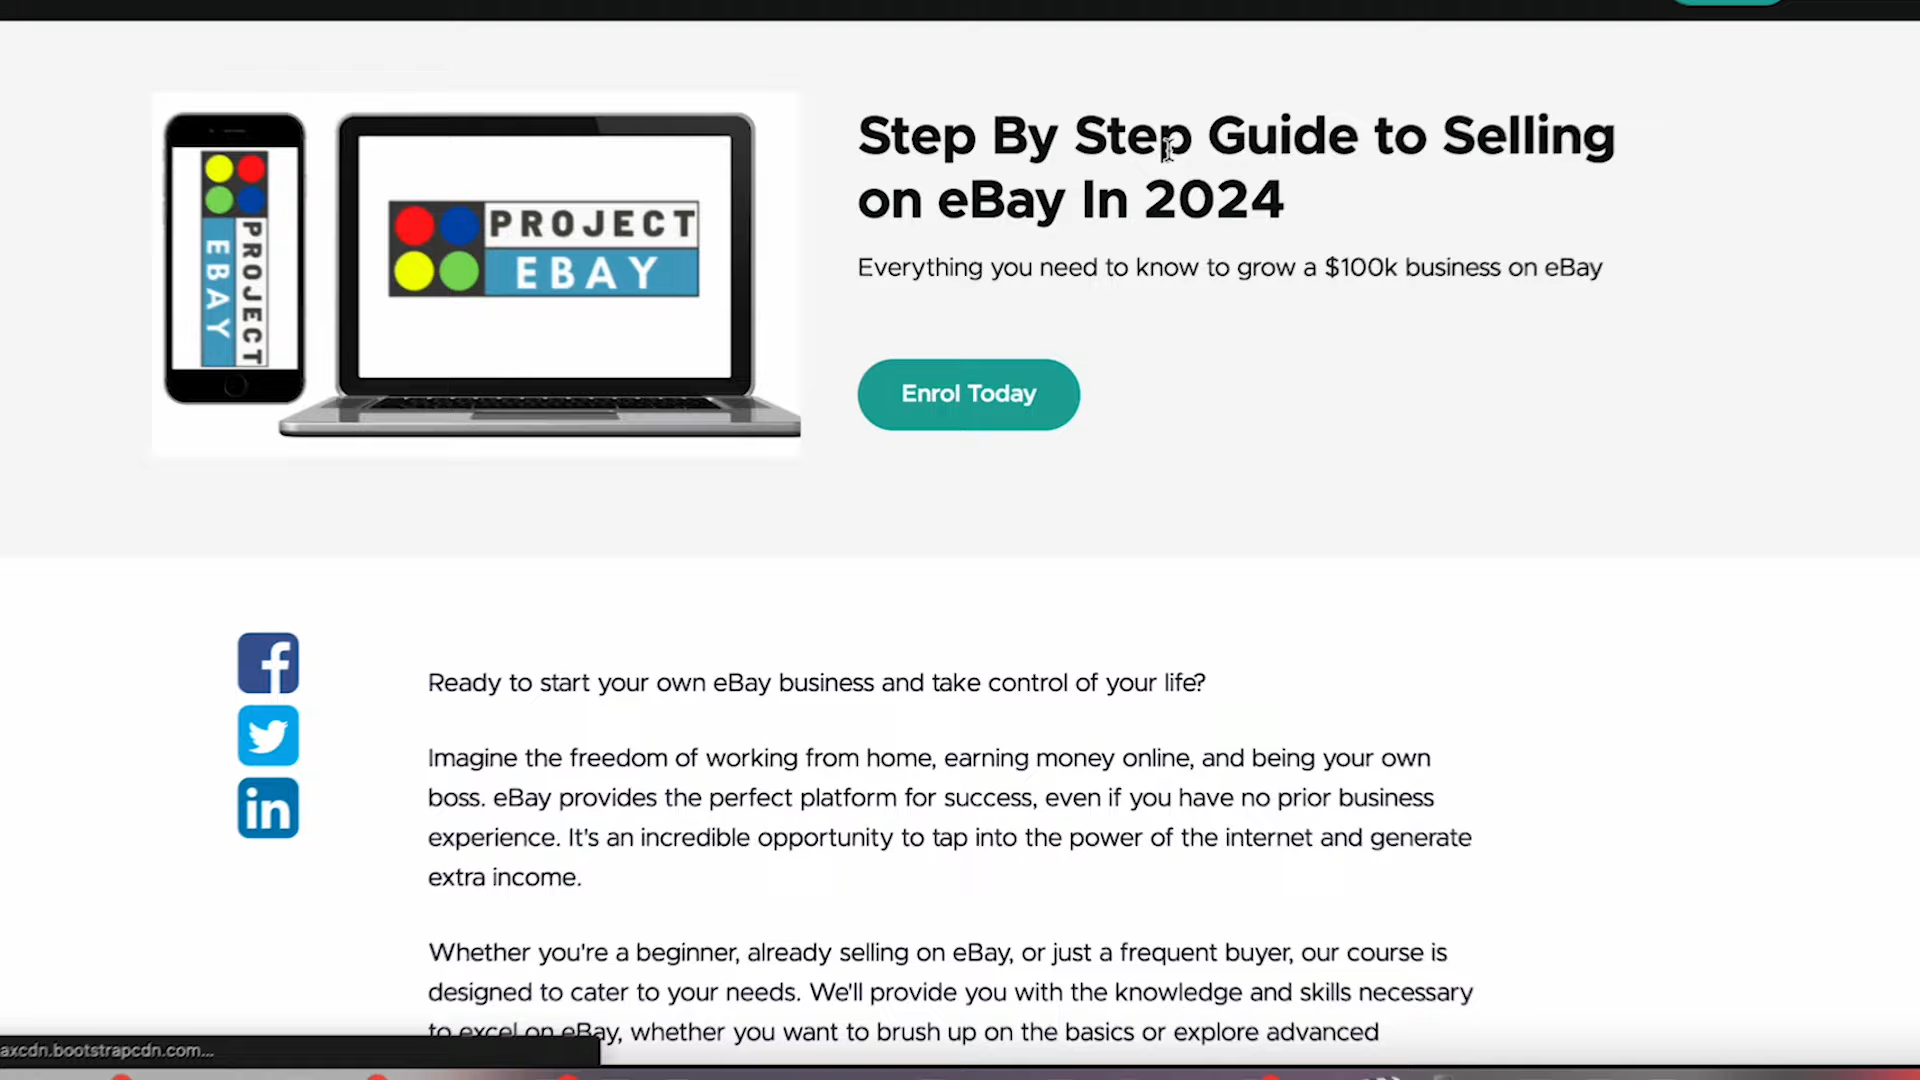 Step By Step Guide to Selling
on eBay In 2024
Everything you need to know to grow a $100k business on eBay
Enrol Today
PROJECT
EBAY
PROJECT
EBAY
Ready to start your own eBay business and take control of your life?
Imagine the freedom of working from home, earning money online, and being your own
boss. eBay provides the perfect platform for success, even if you have no prior business
experience. It's an incredible opportunity to tap into the power of the internet and generate
extra income.
Whether you're a beginner, already selling on eBay, or just a frequent buyer, our course is
designed to cater to your needs. We'll provide you with the knowledge and skills necessary
to excel on eBay, whether you want to brush up on the basics or explore advanced
axcdn.bootstrapcdn.com...